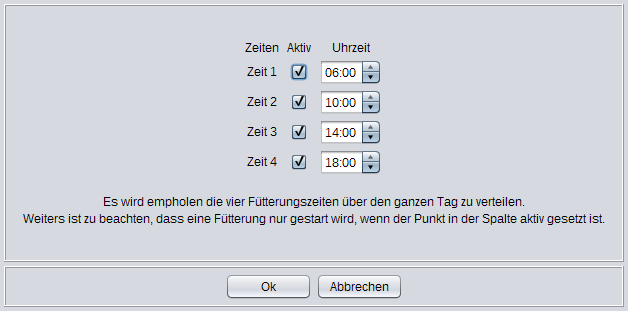 Zeiten Aktiv Uhrzeit
Zeit 1 06:00
Zeit 2 10:00
Zeit 3 14:00
Zeit 4 18:00
Es wird empholen die vier Fütterungszeiten über den ganzen Tag zu verteilen.
Weiters ist zu beachten, dass eine Fütterung nur gestart wird, wenn der Punkt in der Spalte aktiv gesetzt ist.
Ok Abbrechen